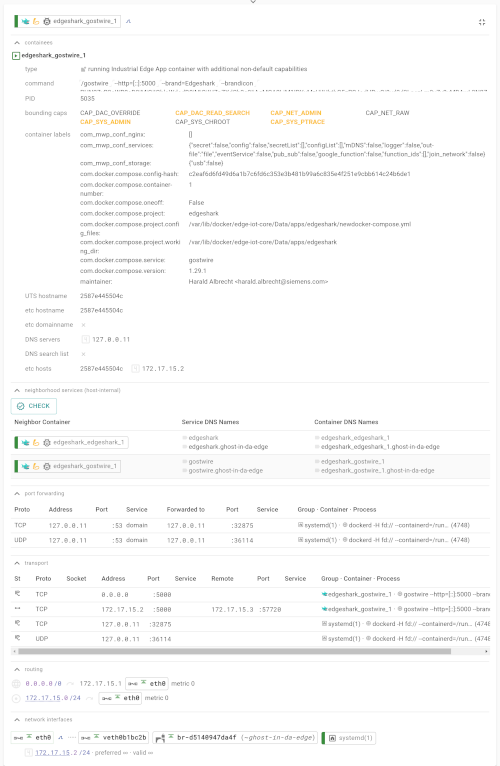 edgeshark_gostwire_1
containees
edgeshark_gostwire_1
type running Industrial Edge App container with additional non-default capabilities
command /gostwire --http=[::]:5000 --brand=Edgeshark --brandicon
PID 5035
bounding caps CAP_DAC_OVERRIDE CAP_DAC_READ_SEARCH CAP_NET_ADMIN CAP_NET_RAW
CAP_SYS_ADMIN CAP_SYS_CHROOT CAP_SYS_PTRACE
container labels com_mwp_conf_nginx: []
com_mwp_conf_services: {"secret":false,"config":false,"secretList":[],"configList":[],"mDNS":false,"logger":false,"out-
file":"file","eventService":false,"pub_sub":false,"google_function":false,"function_ids":[],"join_network":false}
com_mwp_conf_storage: {"usb":false}
com.docker.compose.config-hash: c2eaf6d6fd49d6a1b7c6fd6c353e3b481b99a6c835e4f251e9cbb614c24b6de1
com.docker.compose.container-
number: 1
com.docker.compose.oneoff: False
com.docker.compose.project: edgeshark
com.docker.compose.project.confi
g_files: /var/lib/docker/edge-iot-core/Data/apps/edgeshark/newdocker-compose.yml
com.docker.compose.project.worki
ng_dir: /var/lib/docker/edge-iot-core/Data/apps/edgeshark
com.docker.compose.service: gostwire
com.docker.compose.version: 1.29.1
maintainer: Harald Albrecht <harald.albrecht@siemens.com>
UTS hostname 2587e445504c
etc hostname 2587e445504c
etc domainname
DNS servers 127.0.0.11
DNS search list
etc hosts 2587e445504c 172.17.15.2
neighborhood services (host-internal)
CHECK
Neighbor Container Service DNS Names Container DNS Names
edgeshark_edgeshark_1 edgeshark edgeshark_edgeshark_1
edgeshark.ghost-in-da-edge edgeshark_edgeshark_1.ghost-in-da-edge
edgeshark_gostwire_1 gostwire edgeshark_gostwire_1
gostwire.ghost-in-da-edge edgeshark_gostwire_1.ghost-in-da-edge
port forwarding
Proto Address Port Service Forwarded to Port Service Group · Container · Process
TCP 127.0.0.11 :53 domain 127.0.0.11 :32875 systemd(1) · dockerd -H fd:// --containerd=/run... (4748)
UDP 127.0.0.11 :53 domain 127.0.0.11 :36114 systemd(1) · dockerd -H fd:// --containerd=/run... (4748)
transport
St Proto Socket Address Port Service Remote Port Service Group · Container · Process
TCP 0.0.0.0 :5000 edgeshark_gostwire_1 · gostwire --http=[::]:5000 --bran
TCP 172.17.15.2 :5000 172.17.15.3 :57720 edgeshark_gostwire_1 · gostwire --http=[::]:5000 --bran
TCP 127.0.0.11 :32875 systemd(1) · dockerd -H fd:// --containerd=/run... (4748
UDP 127.0.0.11 :36114 systemd(1) · dockerd -H fd:// --containerd=/run... (4748
routing
0.0.0.0/0 172.17.15.1 eth0 metric 0
172.17.15.0/24 eth0 metric 0
network interfaces
eth0 veth0b1bc2b br-d5140947da4f (~ghost-in-da-edge) systemd(1)
172.17.15.2/24 · preferred ∞ · valid ∞